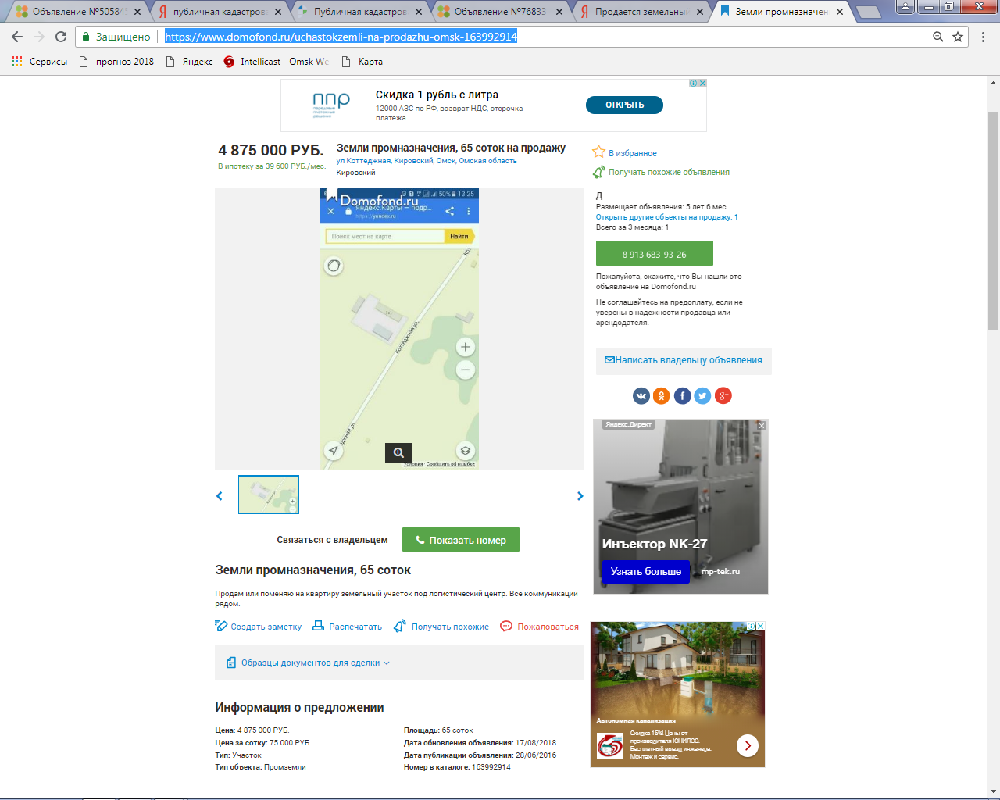 Объявление №50584
публичная кадастрова
Публичная кадастров
Объявление №76833
Продается земельный
Земли промназначен
Защищено
https://www.domofond.ru/uchastokzemli-na-prodazhu-omsk-163992914
Сервисы
прогноз 2018
Яндекс
Intellicast - Omsk We
Карта
ппр
Скидка 1 рубль с литра
12000 АЗС по РФ, возврат НДС, отсрочка
платежа.
ОТКРЫТЬ
4 875 000 РУБ.
В ипотеку за 39 600 РУБ./мес.
Земли промназначения, 65 соток на продажу
ул Коттеджная, Кировский, Омск, Омская область
Кировский
В избранное
Получать похожие объявления
Domofond.ru
50% 13:25
Яндекс.Карты — подр...
https://yandex.ru
Поиск мест на карте
Найти
Коттеджная ул.
Условия · Сообщить об ошибке
Д
Размещает объявления: 5 лет 6 мес.
Открыть другие объекты на продажу: 1
Всего за 3 месяца: 1
8 913 683-93-26
Пожалуйста, скажите, что Вы нашли это
объявление на Domofond.ru
Не соглашайтесь на предоплату, если не
уверены в надежности продавца или
арендодателя.
Написать владельцу объявления
Яндекс.Директ
Инъектор NK-27
Узнать больше
mp-tek.ru
Связаться с владельцем
Показать номер
Земли промназначения, 65 соток
Продам или поменяю на квартиру земельный участок под логистический центр. Все коммуникации
рядом.
Создать заметку
Распечатать
Получать похожие
Пожаловаться
Образцы документов для сделки
Информация о предложении
Цена: 4 875 000 РУБ.
Цена за сотку: 75 000 РУБ.
Тип: Участок
Тип объекта: Промземли
Площадь: 65 соток
Дата обновления объявления: 17/08/2018
Дата публикации объявления: 28/06/2016
Номер в каталоге: 163992914
Автономная канализация
Скидка 15%! Цены от
производителя ЮНИЛОС.
Бесплатный выезд инженера.
Монтаж и сервис.